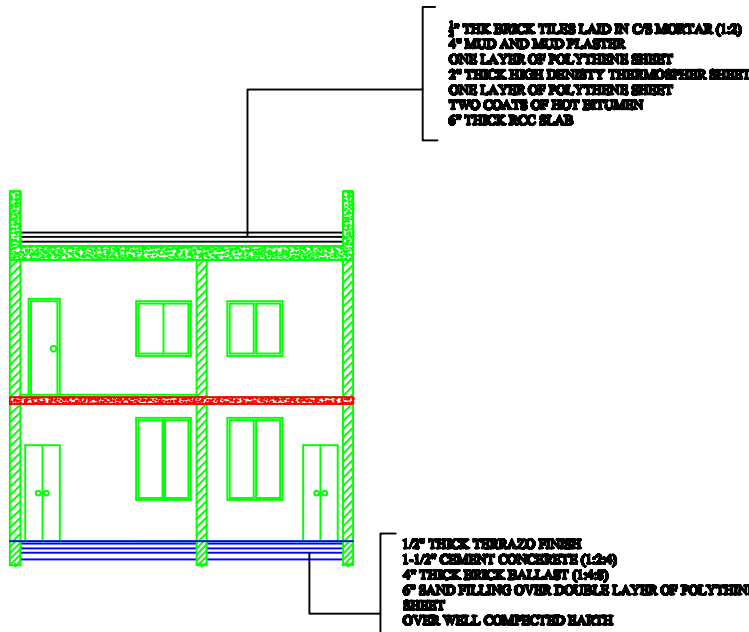 ½" THK BRICK TILES LAID IN C/S MORTAR (1:2)
4" MUD AND MUD PLASTER
ONE LAYER OF POLYTHENE SHEET
2" THICK HIGH DENISTY THERMOSPHER SHEET
ONE LAYER OF POLYTHENE SHEET
TWO COATS OF HOT BITUMEN
6" THICK RCC SLAB
1/2" THICK TERRAZO FINISH
1-1/2" CEMENT CONCERETE (1:2:4)
4" THICK BRICK BALLAST (1:4:8)
6" SAND FILLING OVER DOUBLE LAYER OF POLYTHINE
SHEET
OVER WELL COMPECTED EARTH